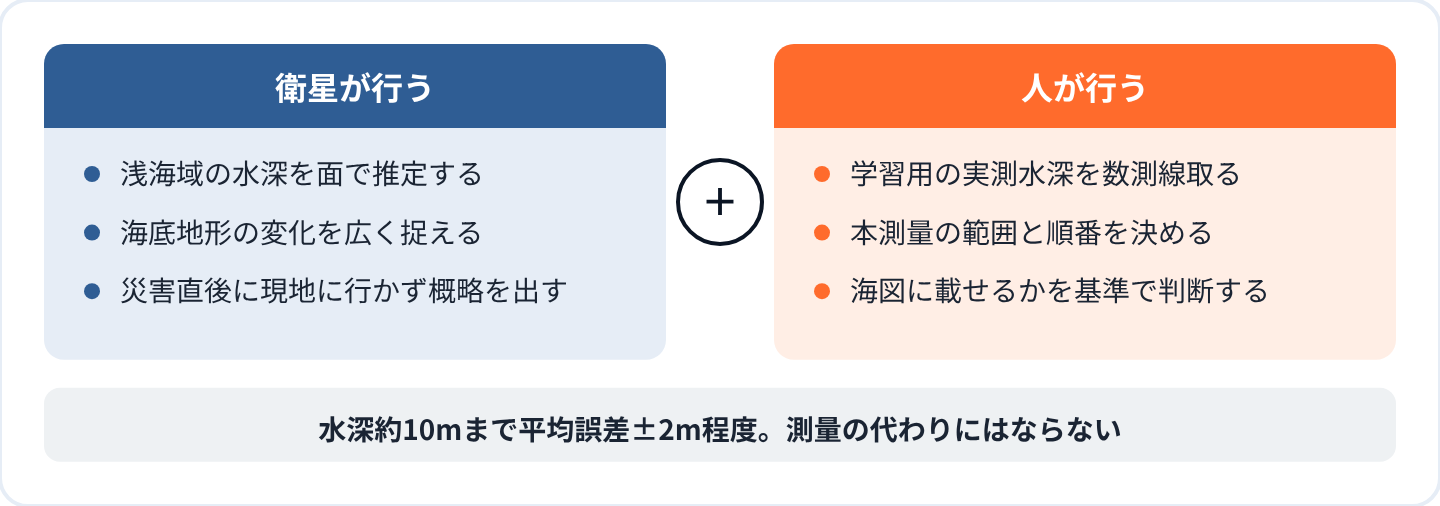 衛星が行う
浅海域の水深を面で推定する
海底地形の変化を広く捉える
災害直後に現地に行かず概略を出す
+
人が行う
学習用の実測水深を数測線取る
本測量の範囲と順番を決める
海図に載せるかを基準で判断する
水深約10mまで平均誤差±2m程度。測量の代わりにはならない